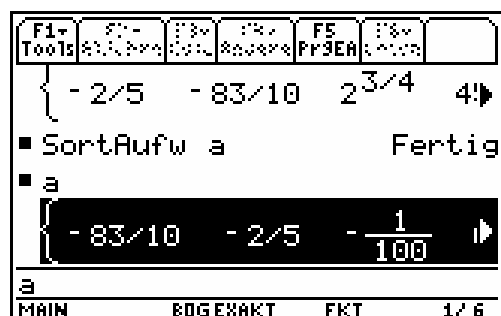 F1 F5
Tools PrgEA
{-2/5 -83/10 2^3/4 4!
▪ SortAufw a Fertig
▪ a
{-83/10 -2/5 -1/100
a
MAIN BOG EXAKT FKT 1/6